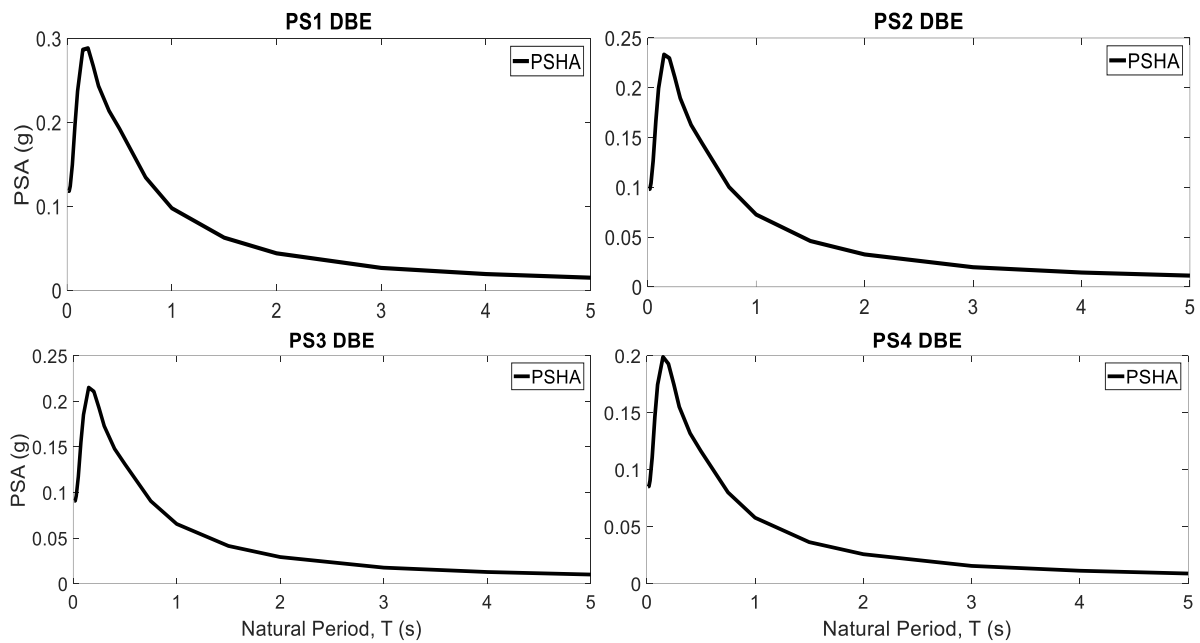 PS1 DBE
PS2 DBE
0.3
0.2
0.1
0
PSA (g)
PSHA
0 1 2 3 4 5
0.25
0.2
0.15
0.1
0.05
0
PSHA
0 1 2 3 4 5
PS3 DBE
PS4 DBE
0.25
0.2
0.15
0.1
0.05
0
PSA (g)
PSHA
0 1 2 3 4 5
Natural Period, T (s)
0.2
0.15
0.1
0.05
0
PSHA
0 1 2 3 4 5
Natural Period, T (s)